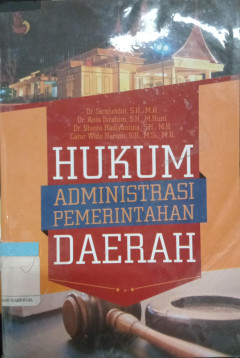 Dr. Sirajuddin, S.H., M.H.
Dr. Anis Ibrahim, S.H., M.Hum.
Dr. Shinta Hadiyantina, S.H., M.H.
Catur Wido Haruni, S.H., M.Si., M.H.
HUKUM
ADMINISTRASI
PEMERINTAHAN
DAERAH